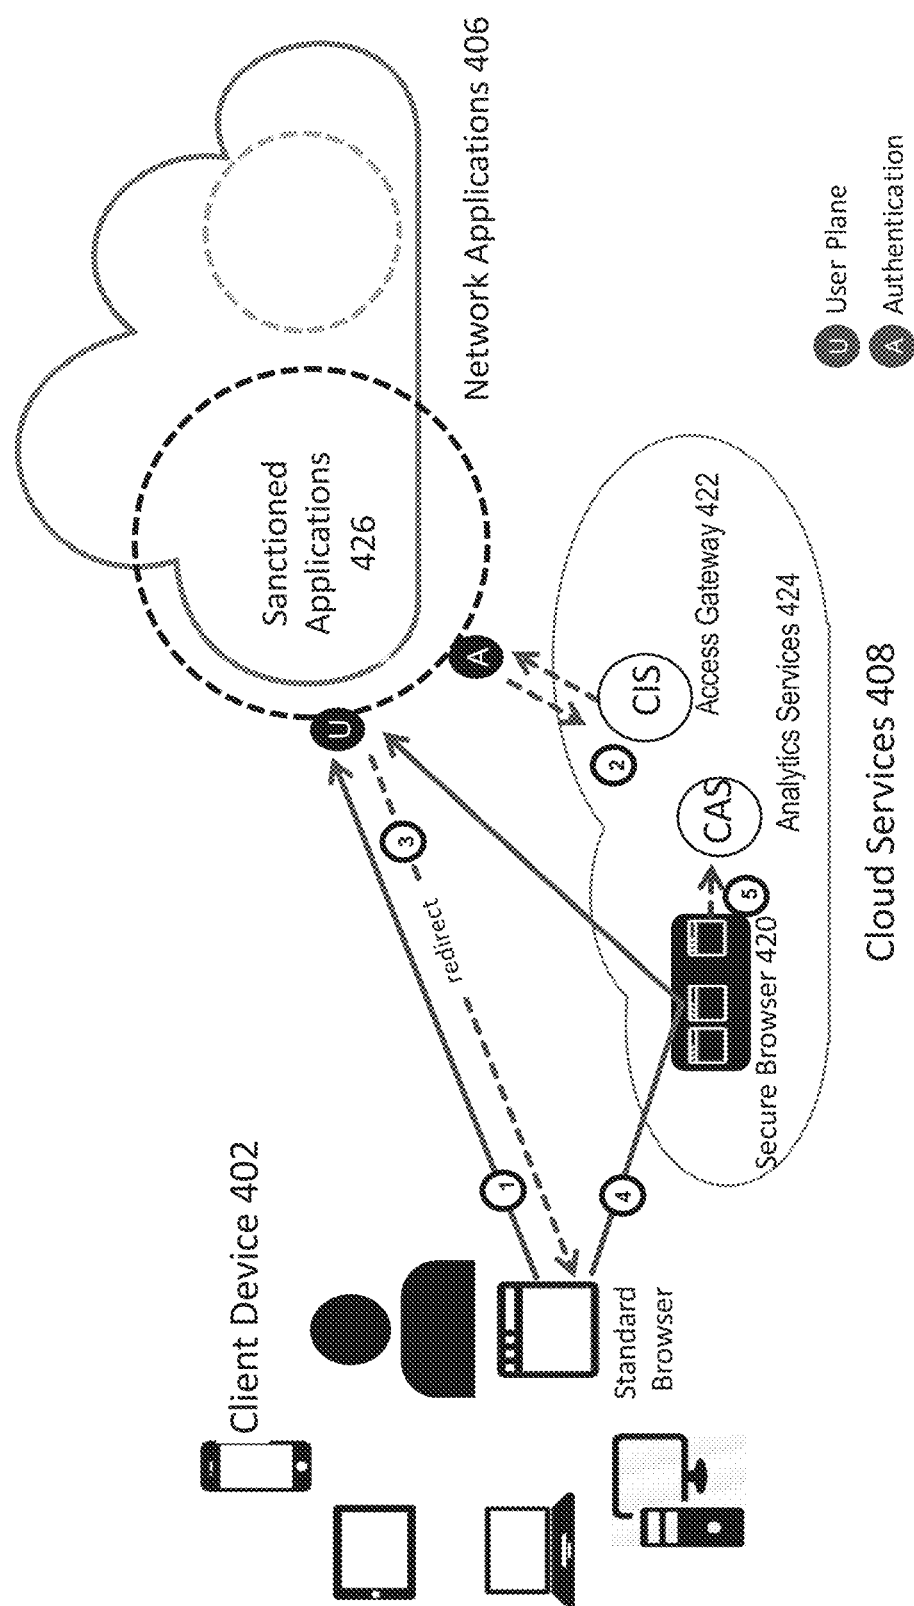 Client Device 402
Standard
Browser
1
redirect
3
4
U
A
Sanctioned
Applications
426
Network Applications 406
2
CIS
Access Gateway 422
CAS
Analytics Services 424
5
Secure Browser 420
Cloud Services 408
U User Plane
A Authentication